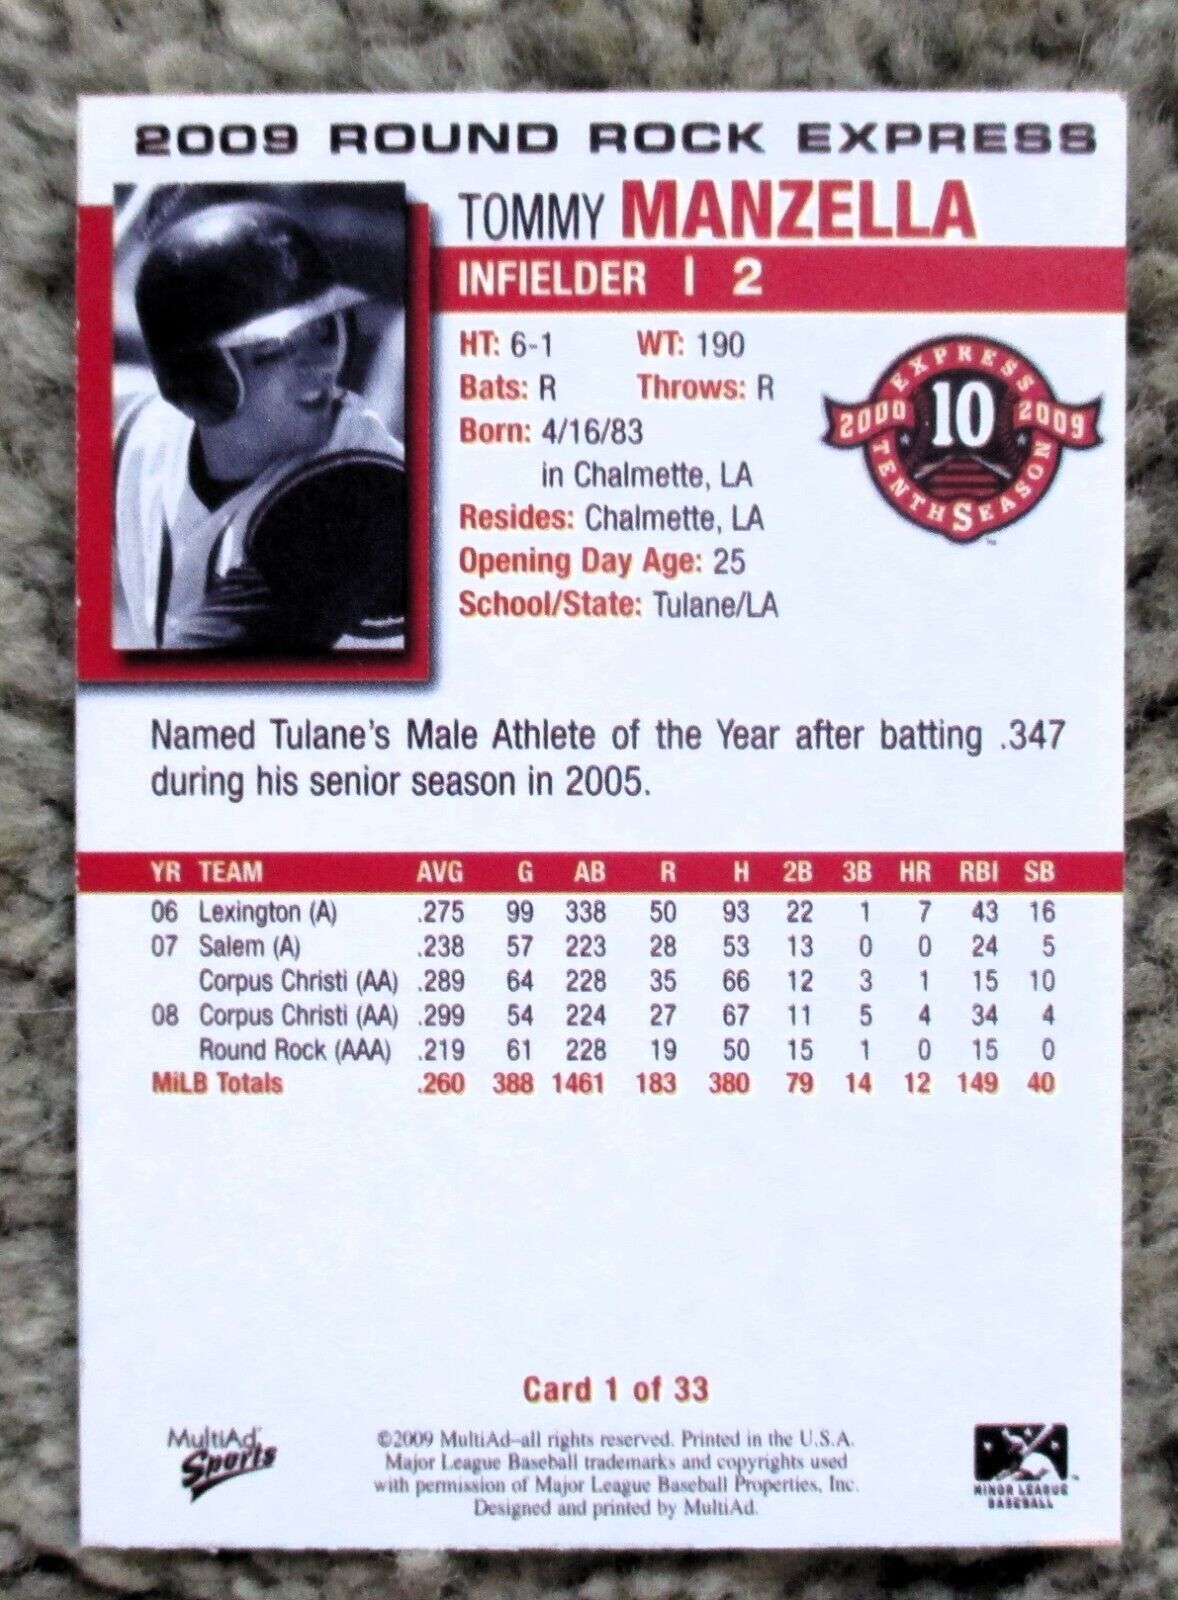 2009 ROUND ROCK EXPRESS
TOMMY MANZELLA
INFIELDER | 2
HT: 6-1 WT: 190
Bats: R Throws: R
Born: 4/16/83
in Chalmette, LA
Resides: Chalmette, LA
Opening Day Age: 25
School/State: Tulane/LA
EXPRESS
2000 10 2009
TENTH SEASON
Named Tulane's Male Athlete of the Year after batting .347
during his senior season in 2005.
YR TEAM AVG G AB R H 2B 3B HR RBI SB
06 Lexington (A) .275 99 338 50 93 22 1 7 43 16
07 Salem (A) .238 57 223 28 53 13 0 0 24 5
Corpus Christi (AA) .289 64 228 35 66 12 3 1 15 10
08 Corpus Christi (AA) .299 54 224 27 67 11 5 4 34 4
Round Rock (AAA) .219 61 228 19 50 15 1 0 15 0
MiLB Totals .260 388 1461 183 380 79 14 12 149 40
Card 1 of 33
MultiAd
Sports
©2009 MultiAd–all rights reserved. Printed in the U.S.A.
Major League Baseball trademarks and copyrights used
with permission of Major League Baseball Properties, Inc.
Designed and printed by MultiAd.
MINOR LEAGUE
BASEBALL